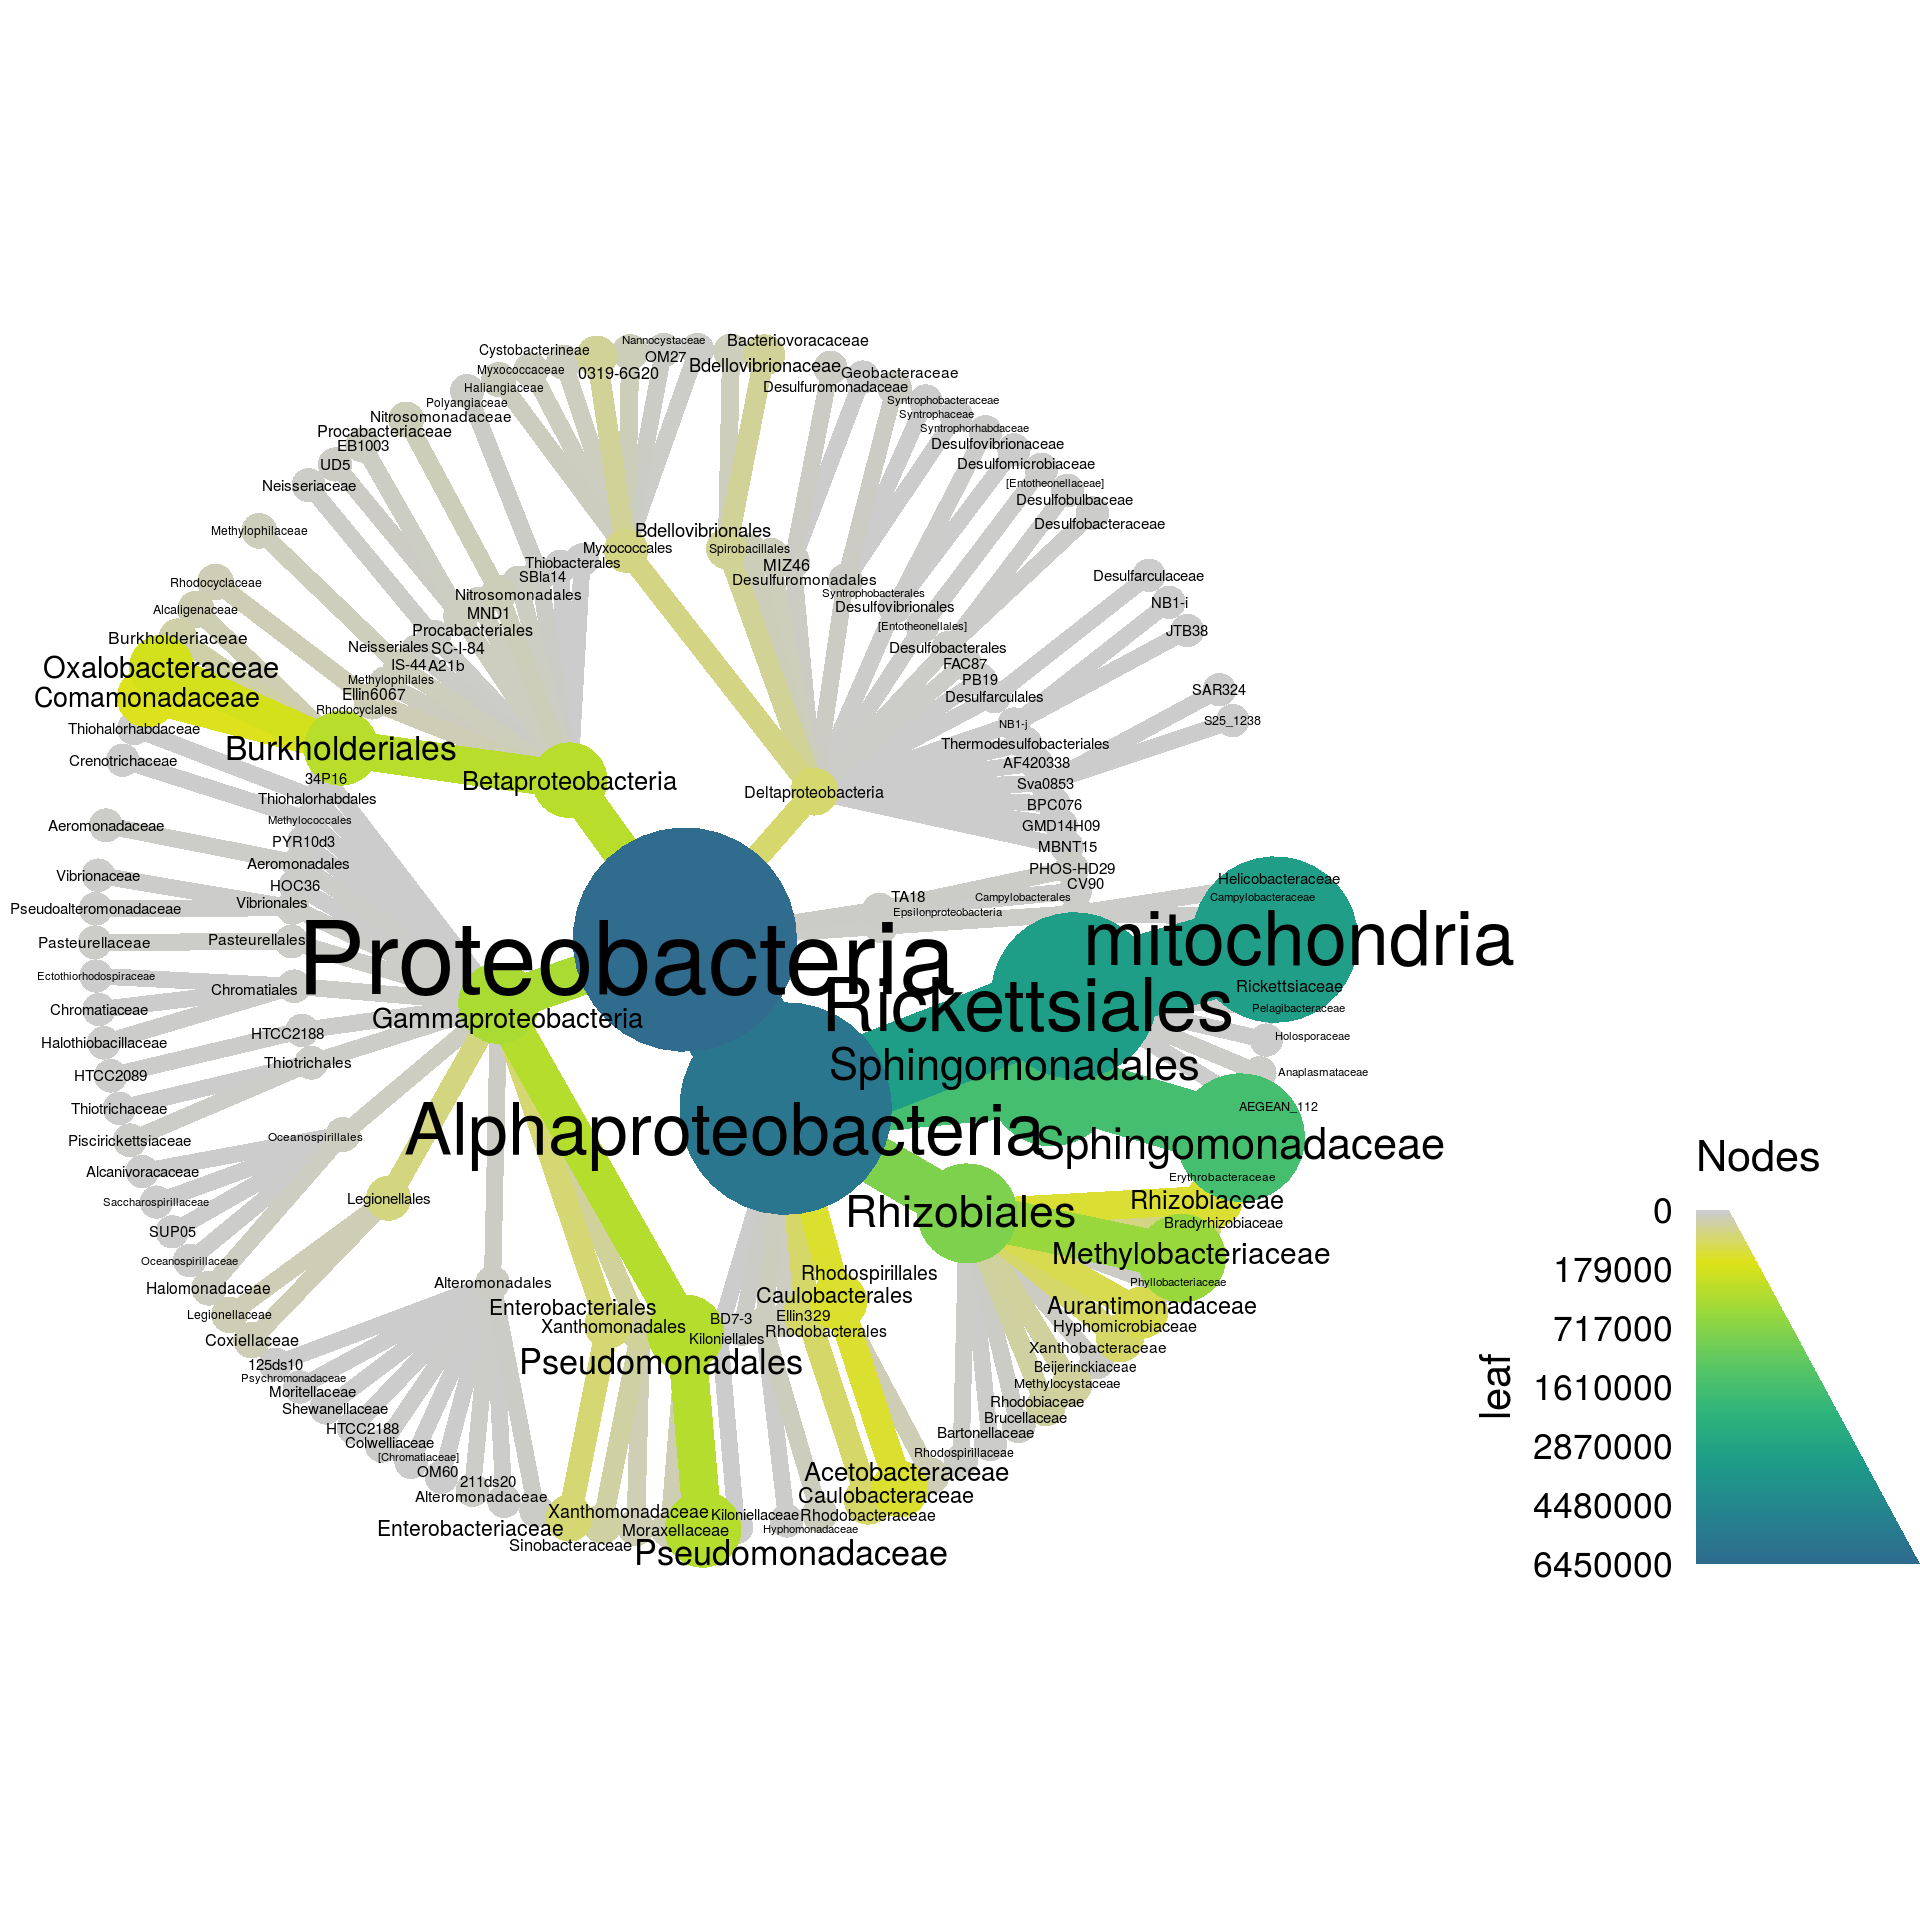 Nannocystaceae
Bacteriovoracaceae
Cystobacterineae
OM27
Bdellovibrionaceae
Myxococcaceae
0319-6G20
Geobacteraceae
Haliangiaceae
Desulfuromonadaceae
Polyangiaceae
Syntrophobacteraceae
Nitrosomonadaceae
Syntrophaceae
Procabacteriaceae
Syntrophorhabdaceae
EB1003
Desulfovibrionaceae
UD5
Desulfomicrobiaceae
Neisseriaceae
[Entotheonellaceae]
Desulfobulbaceae
Methylophilaceae
Bdellovibrionales
Desulfobacteraceae
Myxococcales
Spirobacillales
Thiobacterales
MIZ46
SBla14
Desulfuromonadales
Desulfarculaceae
Rhodocyclaceae
Nitrosomonadales
Syntrophobacterales
NB1-i
Alcaligenaceae
MND1
Desulfovibrionales
Procabacteriales
[Entotheonellales]
JTB38
Burkholderiaceae
Neisseriales
SC-I-84
Desulfobacterales
Oxalobacteraceae
IS-44
A21b
FAC87
Methylophilales
PB19
Comamonadaceae
Ellin6067
Desulfarculales
SAR324
Rhodocyclales
NB1-j
S25_1238
Thiohalorhabdaceae
Burkholderiales
Thermodesulfobacteriales
Crenotrichaceae
AF420338
34P16
Betaproteobacteria
Deltaproteobacteria
Sva0853
Thiohalorhabdales
BPC076
Methylococcales
GMD14H09
Aeromonadaceae
PYR10d3
MBNT15
Aeromonadales
PHOS-HD29
Vibrionaceae
HOC36
CV90
Helicobacteraceae
Vibrionales
TA18
Campylobacterales
Campylobacteraceae
Pseudoalteromonadaceae
Epsilonproteobacteria
Pasteurellaceae
Pasteurellales
Proteobacteria
mitochondria
Ectothiorhodospiraceae
Chromatiales
Rickettsiaceae
Chromatiaceae
Gammaproteobacteria
Rickettsiales
Pelagibacteraceae
Halothiobacillaceae
HTCC2188
Holosporaceae
Thiotrichales
Sphingomonadales
Anaplasmataceae
HTCC2089
Thiotrichaceae
AEGEAN_112
Piscirickettsiaceae
Oceanospirillales
Alphaproteobacteria
Sphingomonadaceae
Nodes
Alcanivoracaceae
Erythrobacteraceae
Saccharospirillaceae
Legionellales
Rhizobiaceae
SUP05
Rhizobiales
Bradyrhizobiaceae
0
Oceanospirillaceae
Methylobacteriaceae
179000
Halomonadaceae
Alteromonadales
Rhodospirillales
Phyllobacteriaceae
Legionellaceae
Enterobacteriales
Caulobacterales
Aurantimonadaceae
Coxiellaceae
Xanthomonadales
BD7-3
Ellin329
Hyphomicrobiaceae
717000
125ds10
Kiloniellales
Rhodobacterales
Xanthobacteraceae
Psychromonadaceae
Pseudomonadales
Beijerinckiaceae
Moritellaceae
Methylocystaceae
1610000
leaf
Shewanellaceae
Rhodobiaceae
HTCC2188
Brucellaceae
Colwelliaceae
Bartonellaceae
[Chromatiaceae]
Rhodospirillaceae
2870000
OM60
Acetobacteraceae
211ds20
Alteromonadaceae
Caulobacteraceae
4480000
Xanthomonadaceae
Kiloniellaceae
Rhodobacteraceae
Enterobacteriaceae
Moraxellaceae
Hyphomonadaceae
Sinobacteraceae
Pseudomonadaceae
6450000